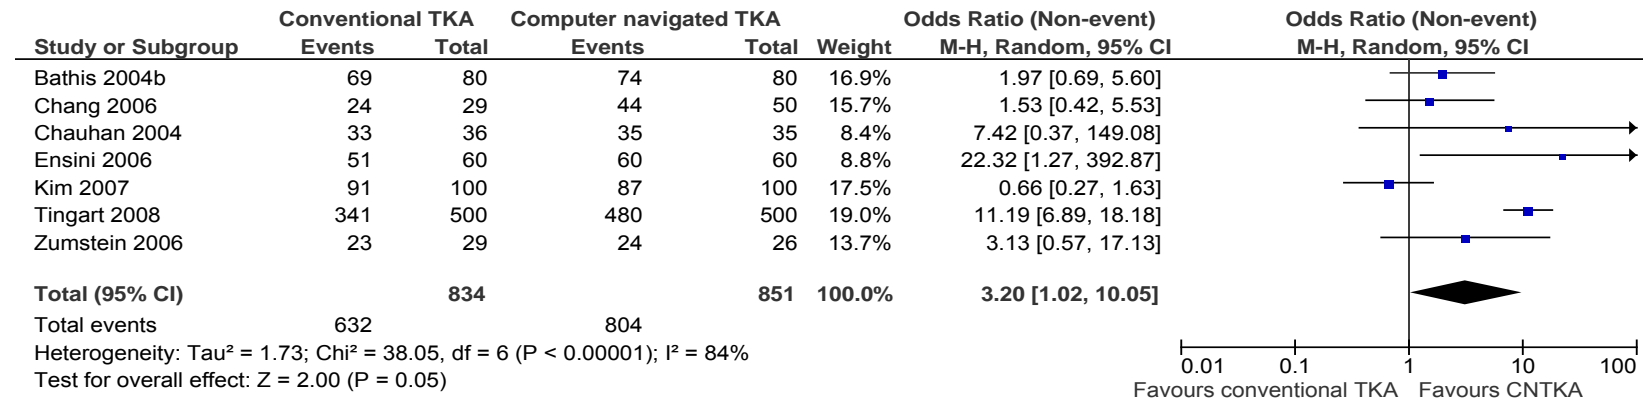 Conventional TKA Computer navigated TKA Odds Ratio (Non-event) Odds Ratio (Non-event)
Study or Subgroup Events Total Events Total Weight M-H, Random, 95% CI M-H, Random, 95% CI
Bathis 2004b 69 80 74 80 16.9% 1.97 [0.69, 5.60]
Chang 2006 24 29 44 50 15.7% 1.53 [0.42, 5.53]
Chauhan 2004 33 36 35 35 8.4% 7.42 [0.37, 149.08]
Ensini 2006 51 60 60 60 8.8% 22.32 [1.27, 392.87]
Kim 2007 91 100 87 100 17.5% 0.66 [0.27, 1.63]
Tingart 2008 341 500 480 500 19.0% 11.19 [6.89, 18.18]
Zumstein 2006 23 29 24 26 13.7% 3.13 [0.57, 17.13]
Total (95% CI) 834 851 100.0% 3.20 [1.02, 10.05]
Total events 632 804
Heterogeneity: Tau² = 1.73; Chi² = 38.05, df = 6 (P < 0.00001); I² = 84%
Test for overall effect: Z = 2.00 (P = 0.05)
0.01 0.1 1 10 100
Favours conventional TKA Favours CNTKA